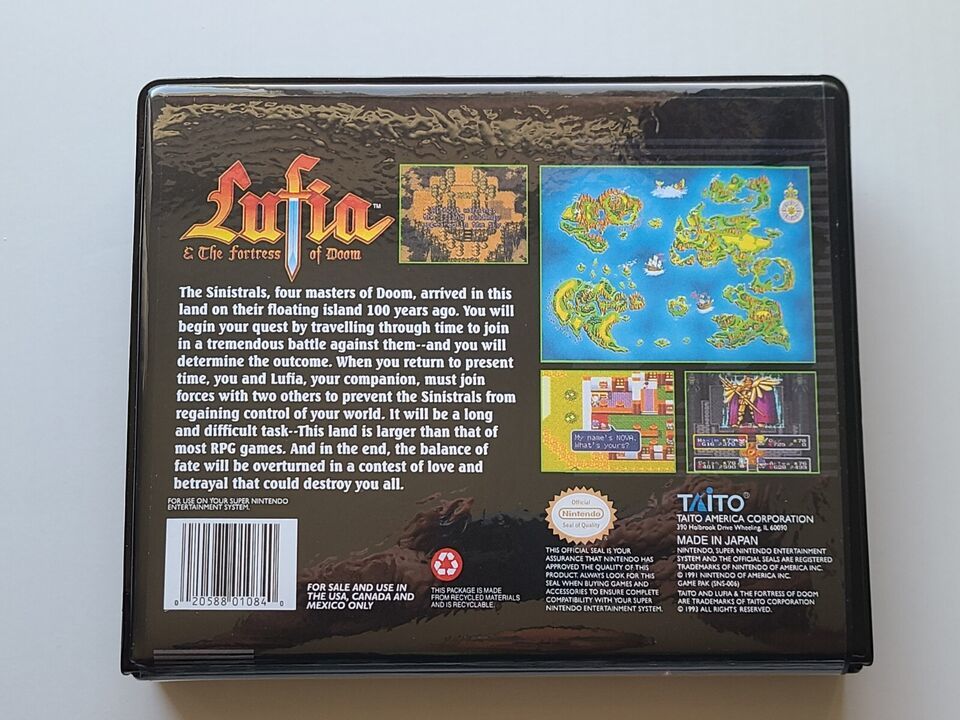 Lufia™
& The Fortress of Doom
The Sinistrals, four masters of Doom, arrived in this
land on their floating island 100 years ago. You will
begin your quest by travelling through time to join
in a tremendous battle against them--and you will
determine the outcome. When you return to present
time, you and Lufia, your companion, must join
forces with two others to prevent the Sinistrals from
regaining control of your world. It will be a long
and difficult task--This land is larger than that of
most RPG games. And in the end, the balance of
fate will be overturned in a contest of love and
betrayal that could destroy you all.
FOR USE ON YOUR SUPER NINTENDO
ENTERTAINMENT SYSTEM.
0 20588 01084 0
FOR SALE AND USE IN
THE USA, CANADA AND
MEXICO ONLY
THIS PACKAGE IS MADE
FROM RECYCLED MATERIALS
AND IS RECYCLABLE.
My name's NOVA.
What's yours?
Official
Nintendo
Seal of Quality
THIS OFFICIAL SEAL IS YOUR
ASSURANCE THAT NINTENDO HAS
APPROVED THE QUALITY OF THIS
PRODUCT. ALWAYS LOOK FOR THIS
SEAL WHEN BUYING GAMES AND
ACCESSORIES TO ENSURE COMPLETE
COMPATIBILITY WITH YOUR SUPER
NINTENDO ENTERTAINMENT SYSTEM.
TAITO®
TAITO AMERICA CORPORATION
390 Holbrook Drive Wheeling, IL 60090
MADE IN JAPAN
NINTENDO, SUPER NINTENDO ENTERTAINMENT
SYSTEM AND THE OFFICIAL SEALS ARE REGISTERED
TRADEMARKS OF NINTENDO OF AMERICA INC.
© 1991 NINTENDO OF AMERICA INC.
GAME PAK (SNS-006)
TAITO AND LUFIA & THE FORTRESS OF DOOM
ARE TRADEMARKS OF TAITO CORPORATION
© 1993 ALL RIGHTS RESERVED.